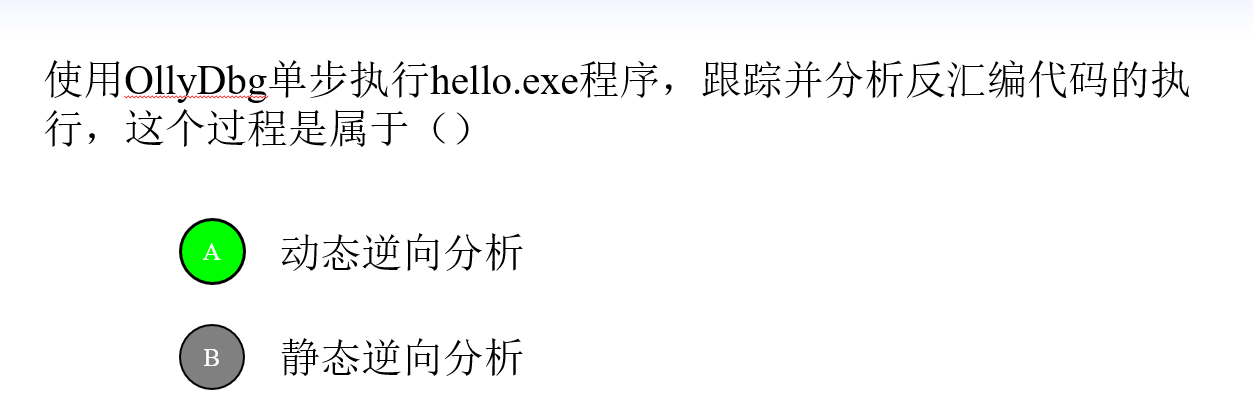 使用OllyDbg单步执行hello.exe程序，跟踪并分析反汇编代码的执
行，这个过程是属于（）
A 动态逆向分析
B 静态逆向分析